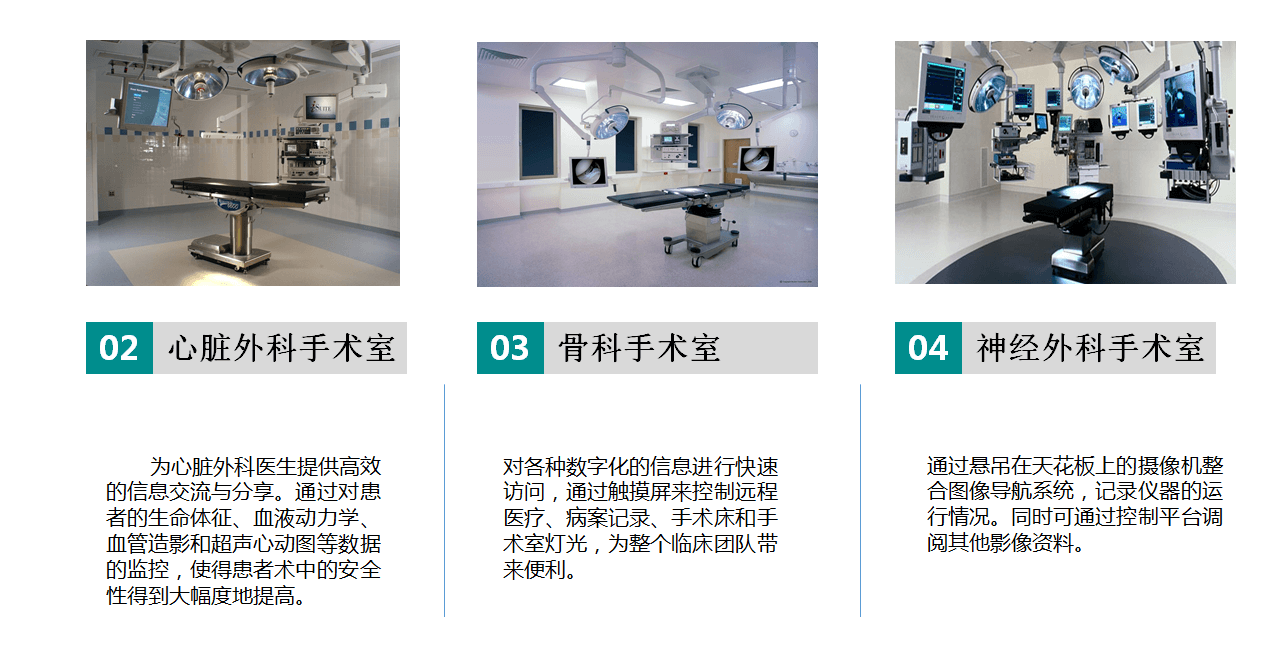 02 心脏外科手术室
为心脏外科医生提供高效
的信息交流与分享。通过对患
者的生命体征、血液动力学、
血管造影和超声心动图等数据
的监控，使得患者术中的安全
性得到大幅度地提高。
03 骨科手术室
对各种数字化的信息进行快速
访问，通过触摸屏来控制远程
医疗、病案记录、手术床和手
术室灯光，为整个临床团队带
来便利。
04 神经外科手术室
通过悬吊在天花板上的摄像机整
合图像导航系统，记录仪器的运
行情况。同时可通过控制平台调
阅其他影像资料。